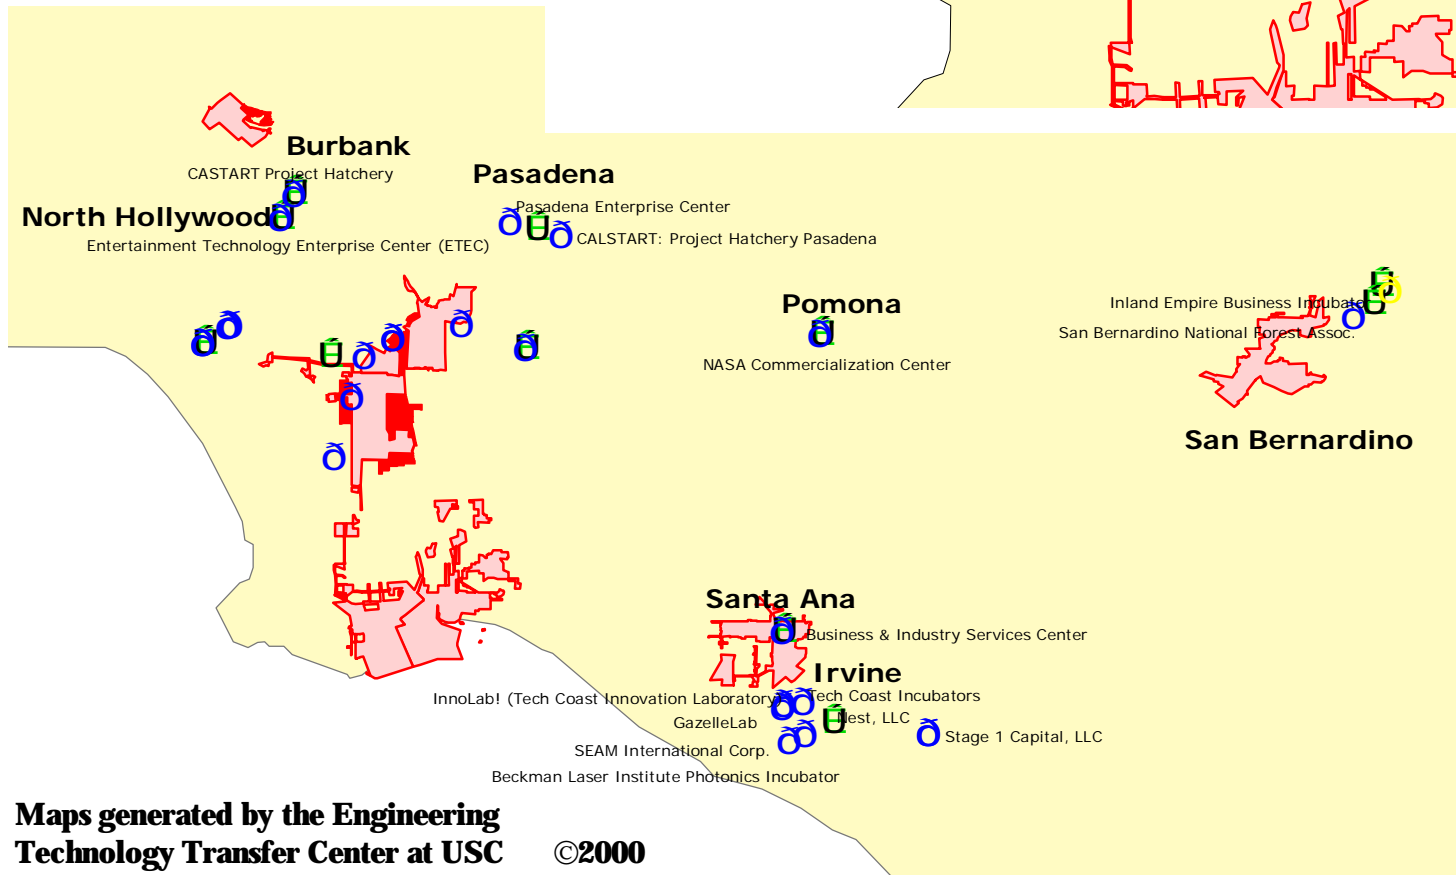 Burbank
CASTART Project Hatchery
Pasadena
Pasadena Enterprise Center
North Hollywood
Entertainment Technology Enterprise Center (ETEC)
CALSTART: Project Hatchery Pasadena
Pomona
NASA Commercialization Center
Inland Empire Business Incubator
San Bernardino National Forest Assoc.
San Bernardino
Santa Ana
Business & Industry Services Center
Irvine
InnoLab! (Tech Coast Innovation Laboratory)
Tech Coast Incubators
GazelleLab
Nest, LLC
Stage 1 Capital, LLC
SEAM International Corp.
Beckman Laser Institute Photonics Incubator
Maps generated by the Engineering
Technology Transfer Center at USC ©2000